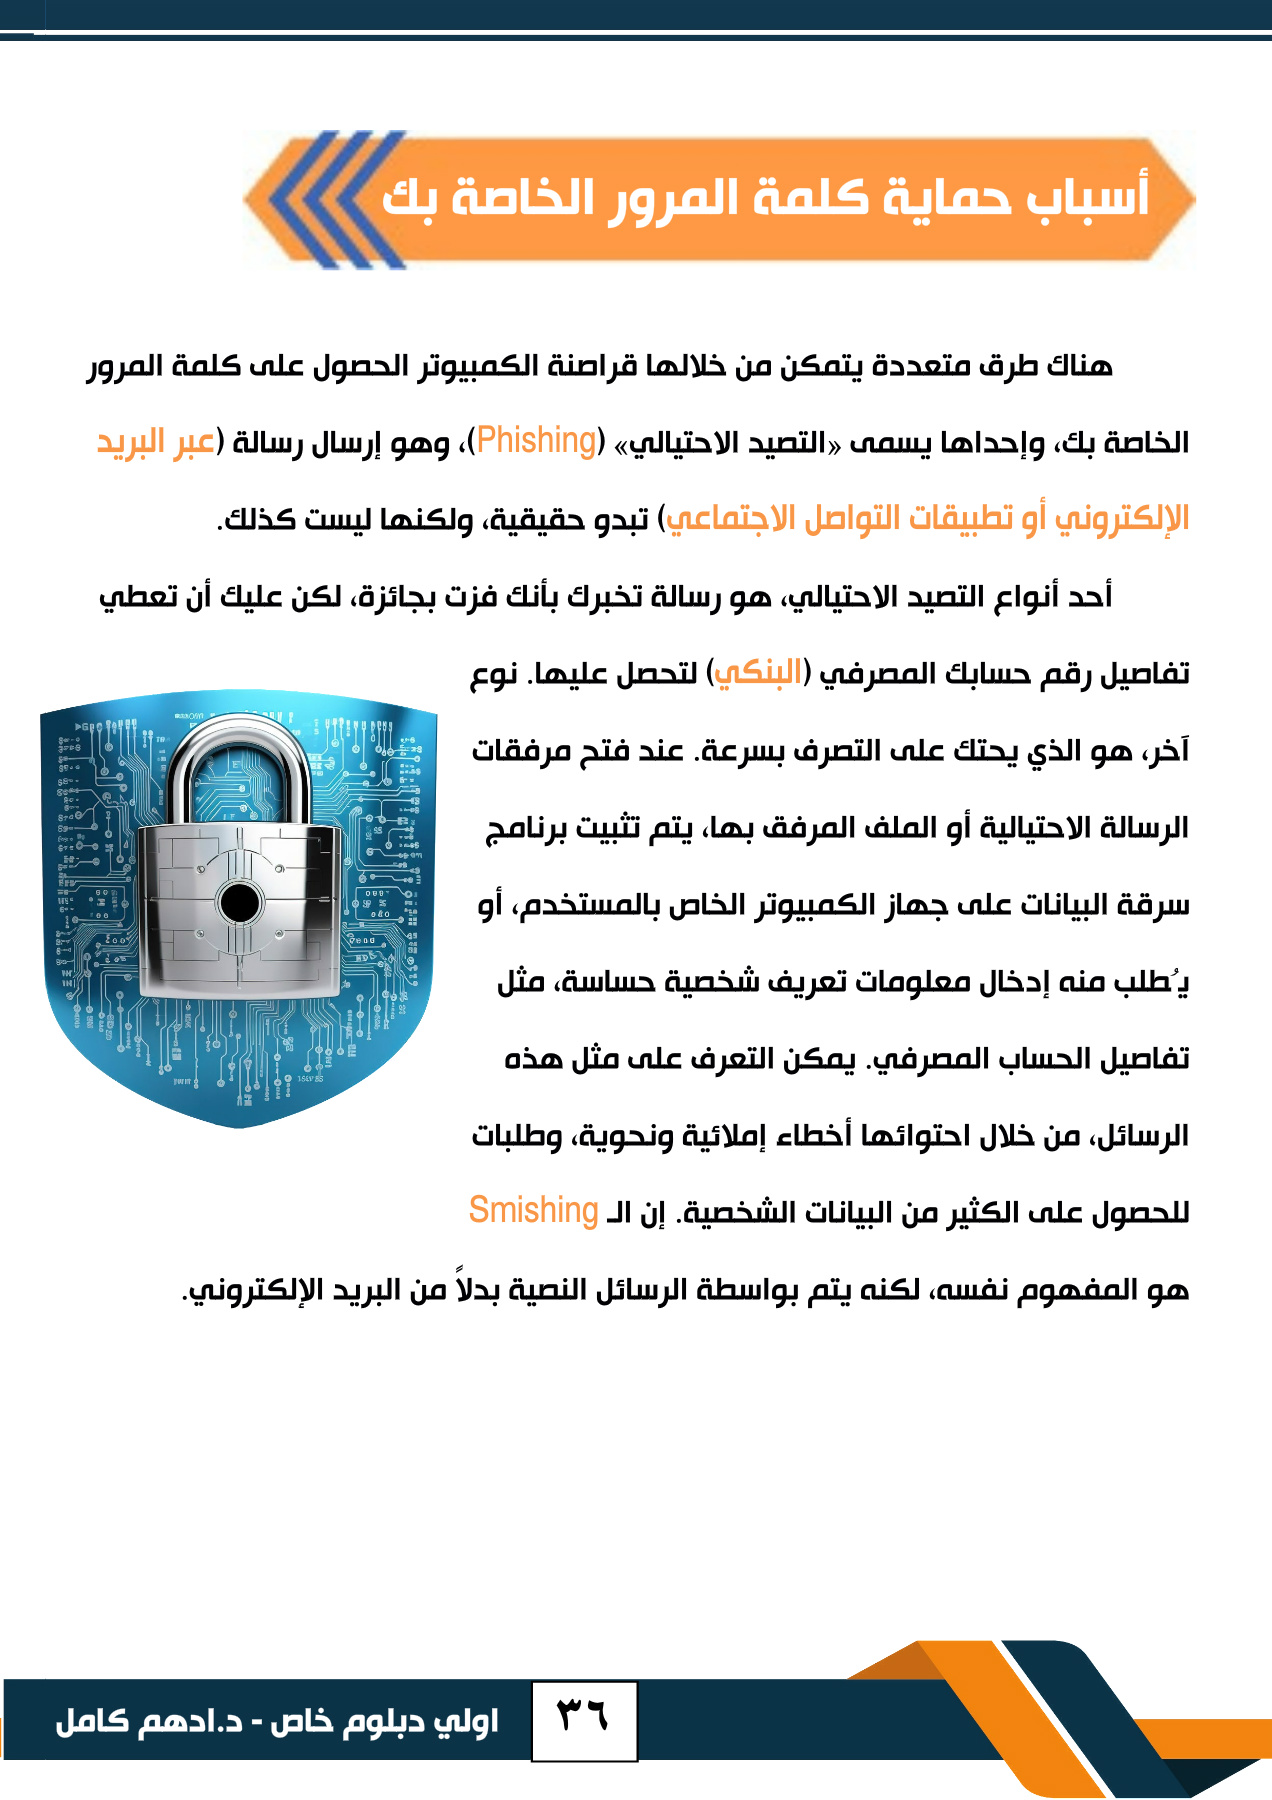 أسباب حماية كلمة المرور الخاصة بك
هناك طرق متعددة يتمكن من خلالها قراصنة الكمبيوتر الحصول على كلمة المرور
الخاصة بك، وإحداها يسمى «التصيد الاحتيالي» (Phishing)، وهو إرسال رسالة (عبر البريد
الإلكتروني أو تطبيقات التواصل الاجتماعي) تبدو حقيقية، ولكنها ليست كذلك.
أحد أنواع التصيد الاحتيالي، هو رسالة تخبرك بأنك فزت بجائزة، لكن عليك أن تعطي
تفاصيل رقم حسابك المصرفي (البنكي) لتحصل عليها. نوع
آخر، هو الذي يحتك على التصرف بسرعة. عند فتح مرفقات
الرسالة الاحتيالية أو الملف المرفق بها، يتم تثبيت برنامج
سرقة البيانات على جهاز الكمبيوتر الخاص بالمستخدم، أو
يُطلب منه إدخال معلومات تعريف شخصية حساسة، مثل
تفاصيل الحساب المصرفي. يمكن التعرف على مثل هذه
الرسائل، من خلال احتوائها أخطاء إملائية ونحوية، وطلبات
للحصول على الكثير من البيانات الشخصية. إن الـ Smishing
هو المفهوم نفسه، لكنه يتم بواسطة الرسائل النصية بدلاً من البريد الإلكتروني.
٣٦
اولي دبلوم خاص - د.ادهم كامل